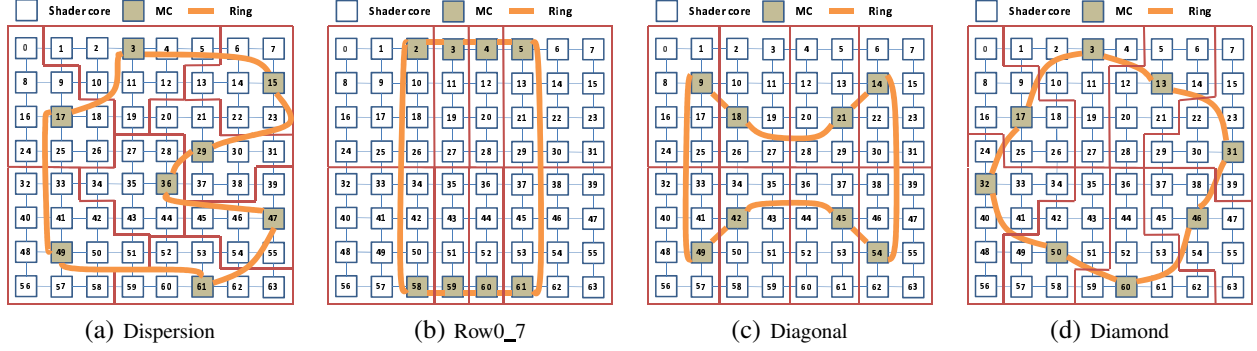 Shader core MC Ring
0 1 2 3 4 5 6 7
8 9 10 11 12 13 14 15
16 17 18 19 20 21 22 23
24 25 26 27 28 29 30 31
32 33 34 35 36 37 38 39
40 41 42 43 44 45 46 47
48 49 50 51 52 53 54 55
56 57 58 59 60 61 62 63
(a) Dispersion
Shader core MC Ring
0 1 2 3 4 5 6 7
8 9 10 11 12 13 14 15
16 17 18 19 20 21 22 23
24 25 26 27 28 29 30 31
32 33 34 35 36 37 38 39
40 41 42 43 44 45 46 47
48 49 50 51 52 53 54 55
56 57 58 59 60 61 62 63
(b) Row0_7
Shader core MC Ring
0 1 2 3 4 5 6 7
8 9 10 11 12 13 14 15
16 17 18 19 20 21 22 23
24 25 26 27 28 29 30 31
32 33 34 35 36 37 38 39
40 41 42 43 44 45 46 47
48 49 50 51 52 53 54 55
56 57 58 59 60 61 62 63
(c) Diagonal
Shader core MC Ring
0 1 2 3 4 5 6 7
8 9 10 11 12 13 14 15
16 17 18 19 20 21 22 23
24 25 26 27 28 29 30 31
32 33 34 35 36 37 38 39
40 41 42 43 44 45 46 47
48 49 50 51 52 53 54 55
56 57 58 59 60 61 62 63
(d) Diamond